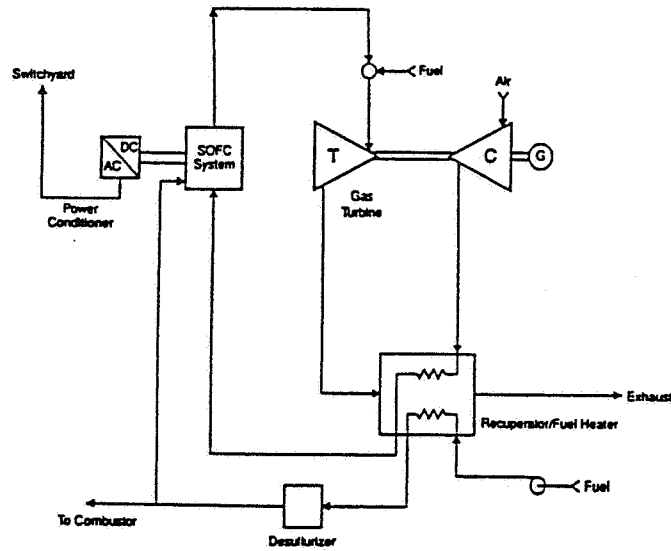 Switchyard
Fuel
Air
DC
AC
SOFC
System
T
C
G
Power
Conditioner
Gas
Turbine
Exhaust
Recuperator/Fuel Heater
Fuel
To Combustor
Desulfurizer